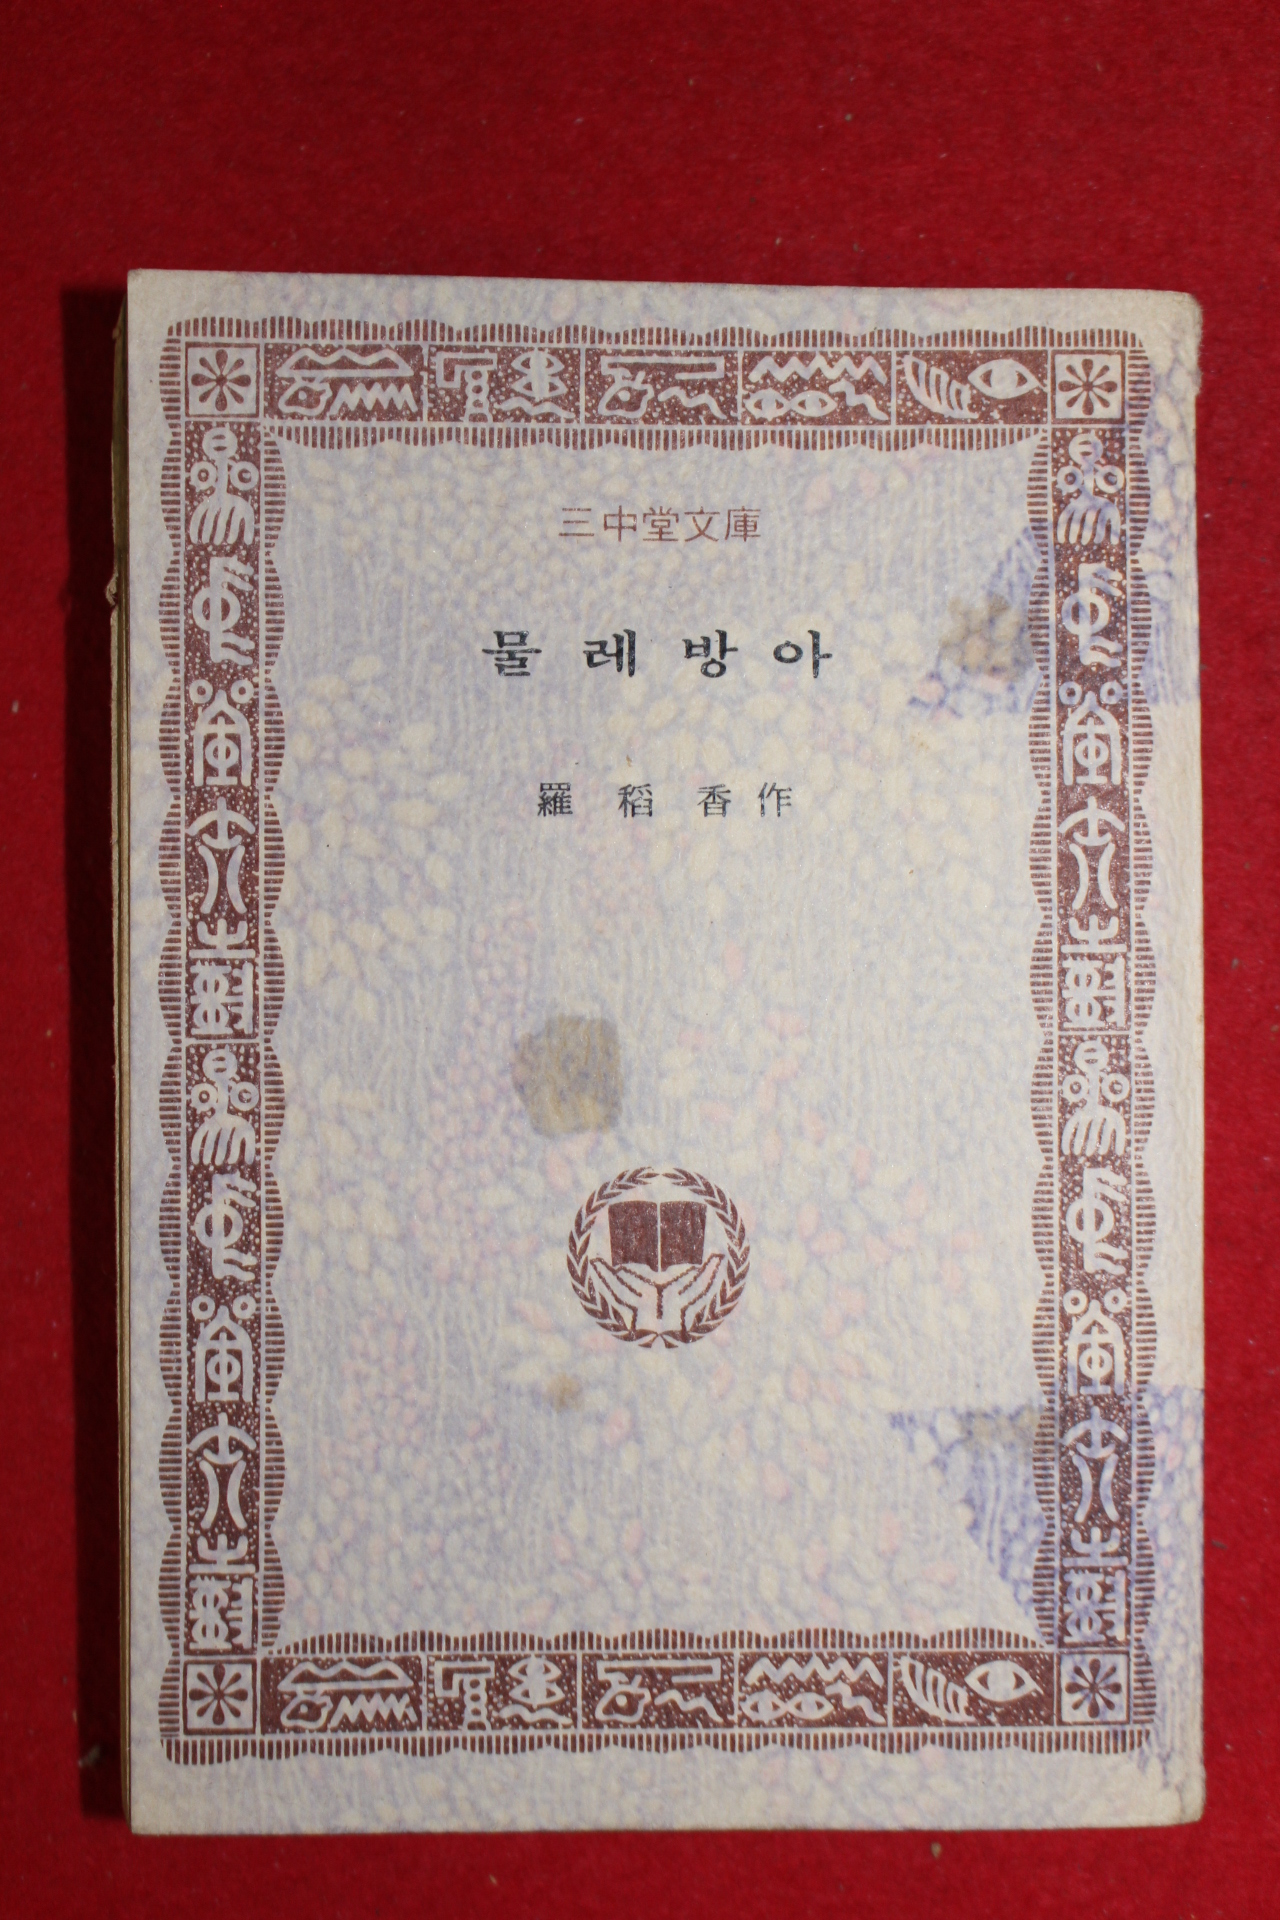 三中堂文庫
물레방아
羅稻香 作